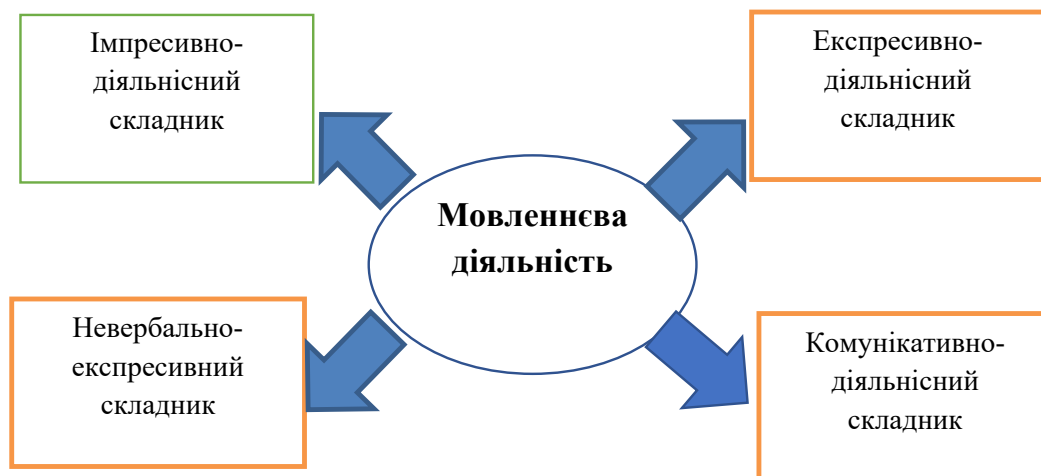 Імпресивно-
діяльнісний
складник
Експресивно-
діяльнісний
складник
Мовленнєва
діяльність
Невербально-
експресивний
складник
Комунікативно-
діяльнісний
складник